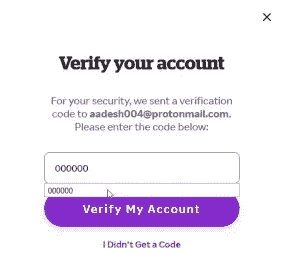 Verify your account
For your security, we sent a verification
code to aadesh004@protonmail.com.
Please enter the code below:
000000
000000
Verify My Account
I Didn't Get a Code